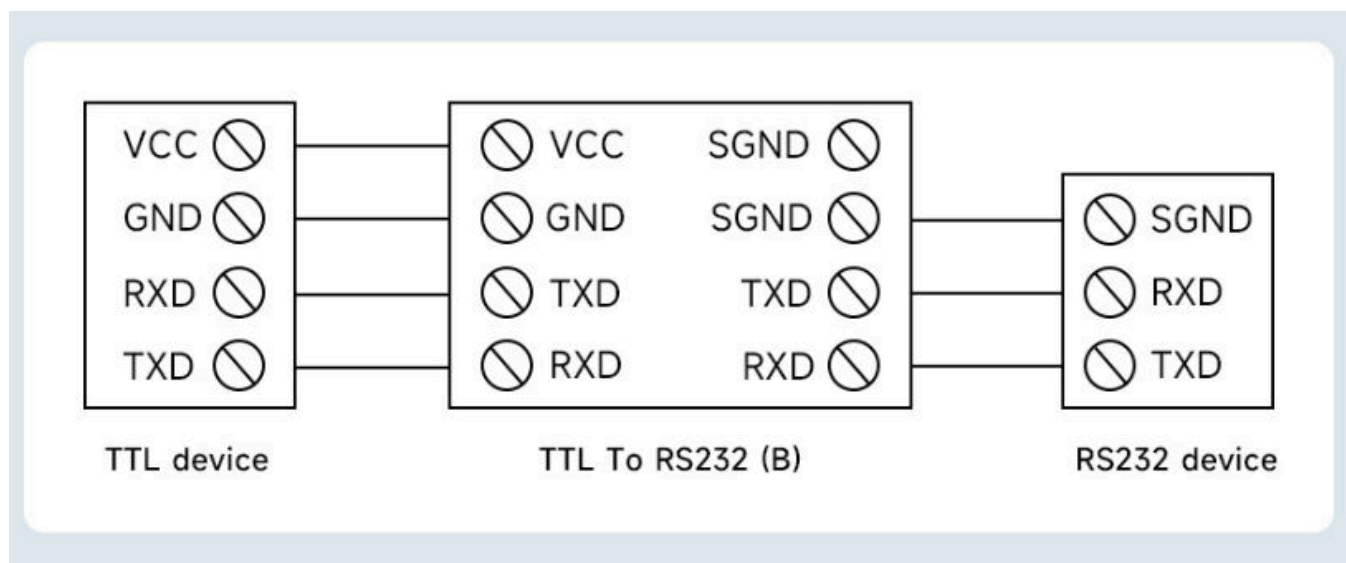 VCC VCC SGND
GND GND SGND SGND
RXD TXD TXD RXD
TXD RXD RXD TXD
TTL device TTL To RS232 (B) RS232 device